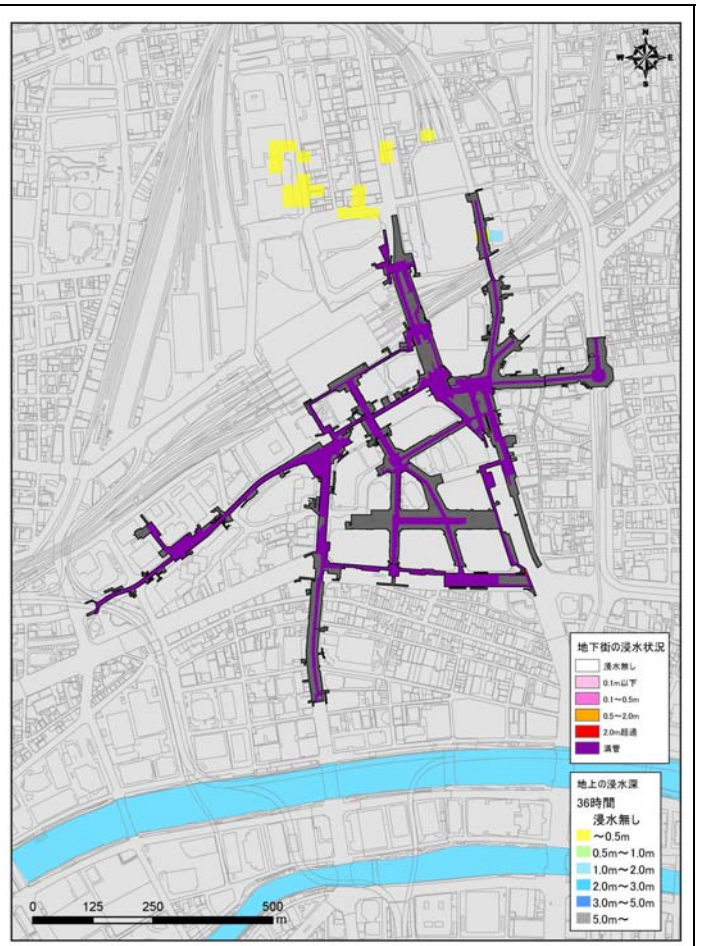 N
W E
S
地下街の浸水状況
浸水無し
0.1m以下
0.1～0.5m
0.5～2.0m
2.0m超過
満管
地上の浸水深
36時間
浸水無し
～0.5m
0.5m～1.0m
1.0m～2.0m
2.0m～3.0m
3.0m～5.0m
5.0m～
0 125 250 500
m